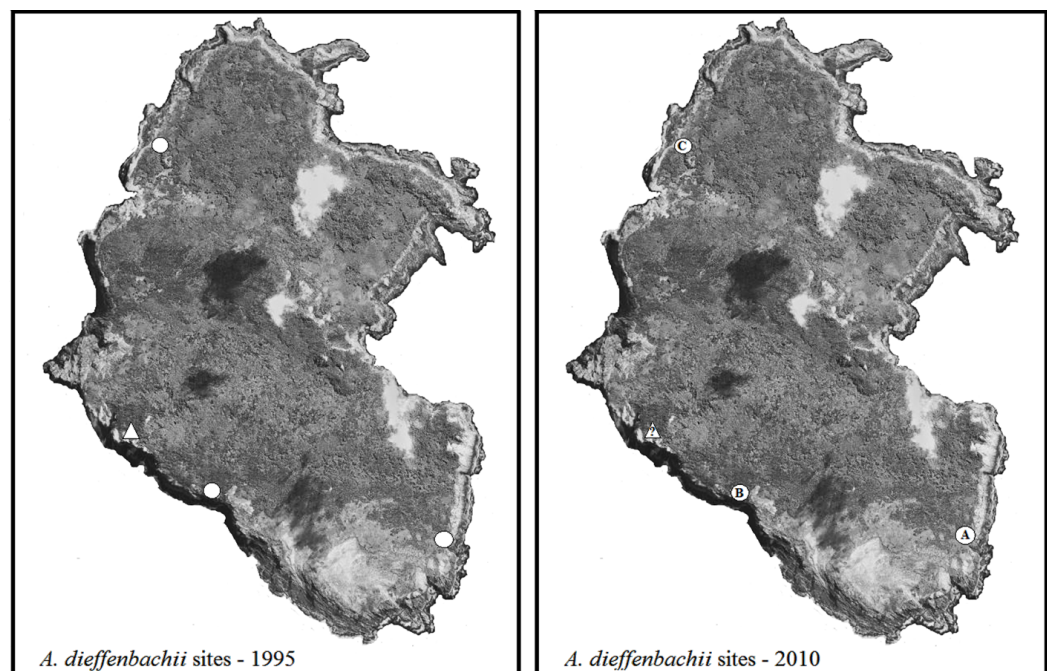 A. dieffenbachii sites - 1995
C
?
B
A
A. dieffenbachii sites - 2010